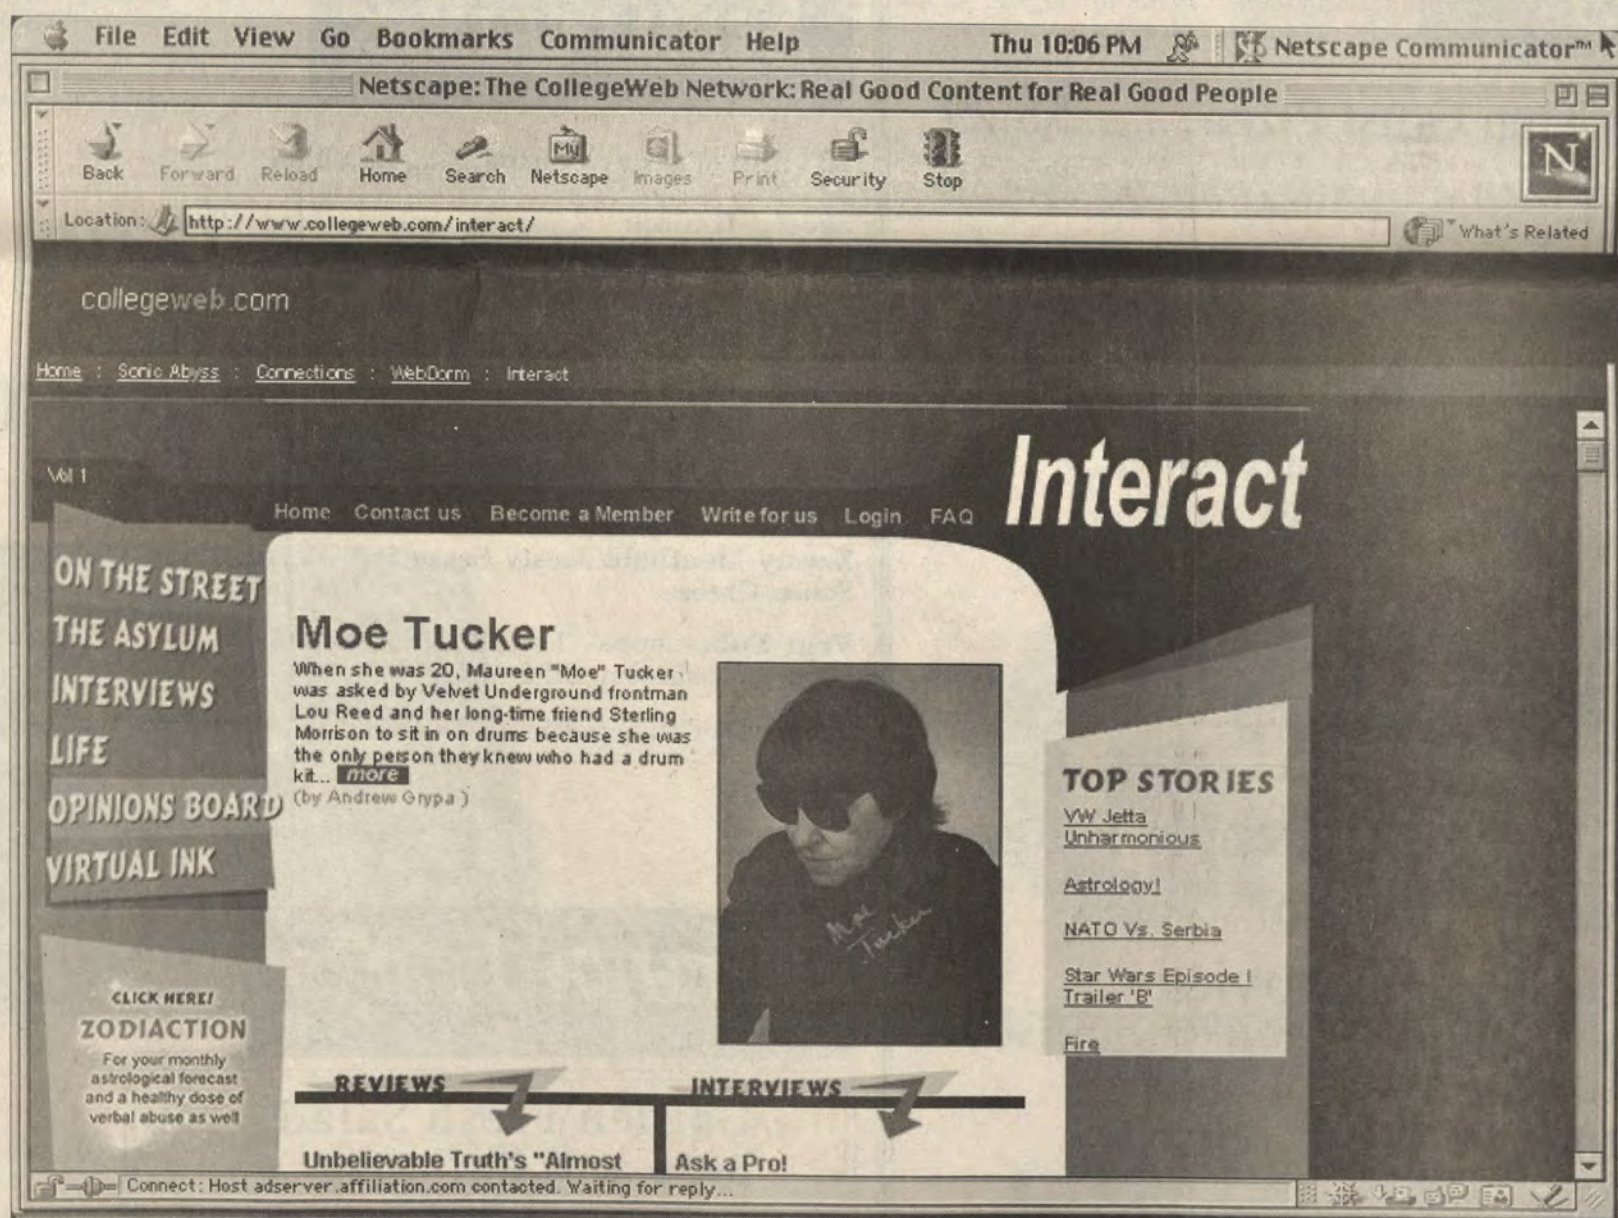 File Edit View Go Bookmarks Communicator Help Thu 10:06 PM Netscape Communicator™
Netscape: The CollegeWeb Network: Real Good Content for Real Good People
Back Forward Reload Home Search Netscape Images Print Security Stop
My
N
Location: http://www.collegeweb.com/interact/ What's Related
collegeweb.com
Home : Sonic Abyss : Connections : WebDorm : Interact
Interact
Vol 1
Home Contact us Become a Member Write for us Login FAQ
ON THE STREET
THE ASYLUM
INTERVIEWS
LIFE
OPINIONS BOARD
VIRTUAL INK
CLICK HERE!
ZODIACTION
For your monthly
astrological forecast
and a healthy dose of
verbal abuse as well
Moe Tucker
When she was 20, Maureen "Moe" Tucker
was asked by Velvet Underground frontman
Lou Reed and her long-time friend Sterling
Morrison to sit in on drums because she was
the only person they knew who had a drum
kit... more
(by Andrew Grypa )
Moe
Tucker
TOP STORIES
VW Jetta
Unharmonious
Astrology!
NATO Vs. Serbia
Star Wars Episode I
Trailer 'B'
Fire
REVIEWS
Unbelievable Truth's "Almost
INTERVIEWS
Ask a Pro!
Connect: Host adserver.affiliation.com contacted. Waiting for reply...